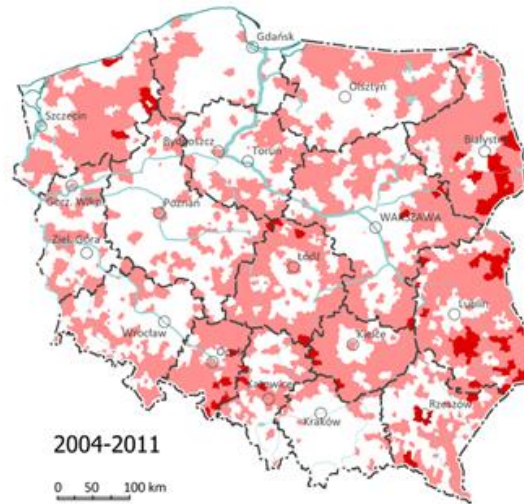 Gdańsk
Olsztyn
Szczecin
Białystok
Bydgoszcz
Toruń
Gorz. Wlkp.
Poznań
WARSZAWA
Ziel. Góra
Łódź
Lublin
Wrocław
Kielce
Katowice
Rzeszów
Kraków
2004-2011
0 50 100 km